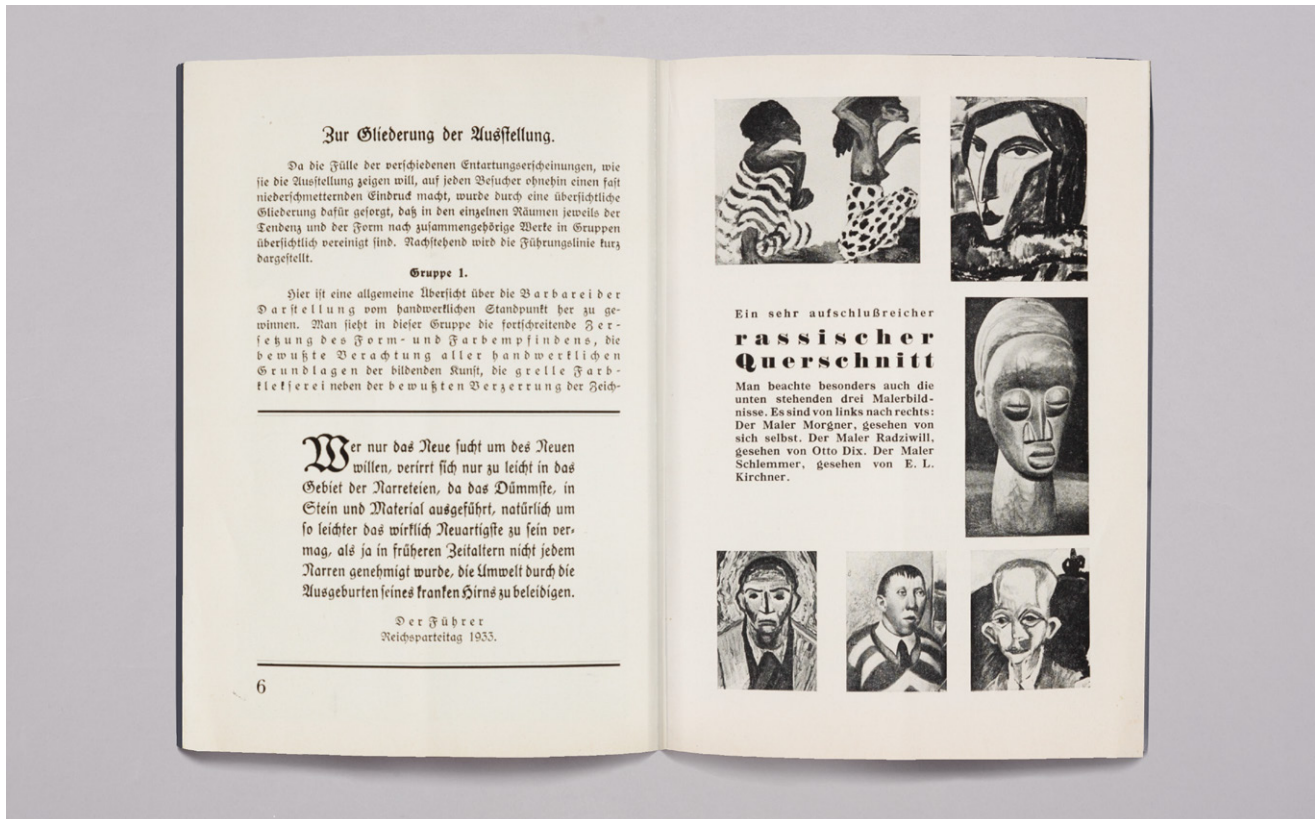 Zur Gliederung der Ausstellung.
Da die Fülle der verschiedenen Entartungserscheinungen, wie
sie die Ausstellung zeigen will, auf jeden Besucher ohnehin einen fast
niederschmetternden Eindruck macht, wurde durch eine übersichtliche
Gliederung dafür gesorgt, daß in den einzelnen Räumen jeweils der
Tendenz und der Form nach zusammengehörige Werke in Gruppen
übersichtlich vereinigt sind. Nachstehend wird die Führungslinie kurz
dargestellt.
Gruppe 1.
Hier ist eine allgemeine Übersicht über die Barbarei der
Darstellung vom handwerklichen Standpunkt her zu ge-
winnen. Man sieht in dieser Gruppe die fortschreitende Zer-
setzung des Form- und Farbempfindens, die
bewußte Verachtung aller handwerklichen
Grundlagen der bildenden Kunst, die grelle Farb-
kleckserei neben der bewußten Verzerrung der Zeich-
Wer nur das Neue sucht um des Neuen
willen, verirrt sich nur zu leicht in das
Gebiet der Narreteien, da das Dümmste, in
Stein und Material ausgeführt, natürlich um
so leichter das wirklich Neuartigste zu sein ver-
mag, als ja in früheren Zeitaltern nicht jedem
Narren genehmigt wurde, die Umwelt durch die
Ausgeburten seines kranken Hirns zu beleidigen.
Der Führer
Reichsparteitag 1933.
6
Ein sehr aufschlußreicher
rassischer
Querschnitt
Man beachte besonders auch die
unten stehenden drei Malerbild-
nisse. Es sind von links nach rechts:
Der Maler Morgner, gesehen von
sich selbst. Der Maler Radziwill,
gesehen von Otto Dix. Der Maler
Schlemmer, gesehen von E. L.
Kirchner.